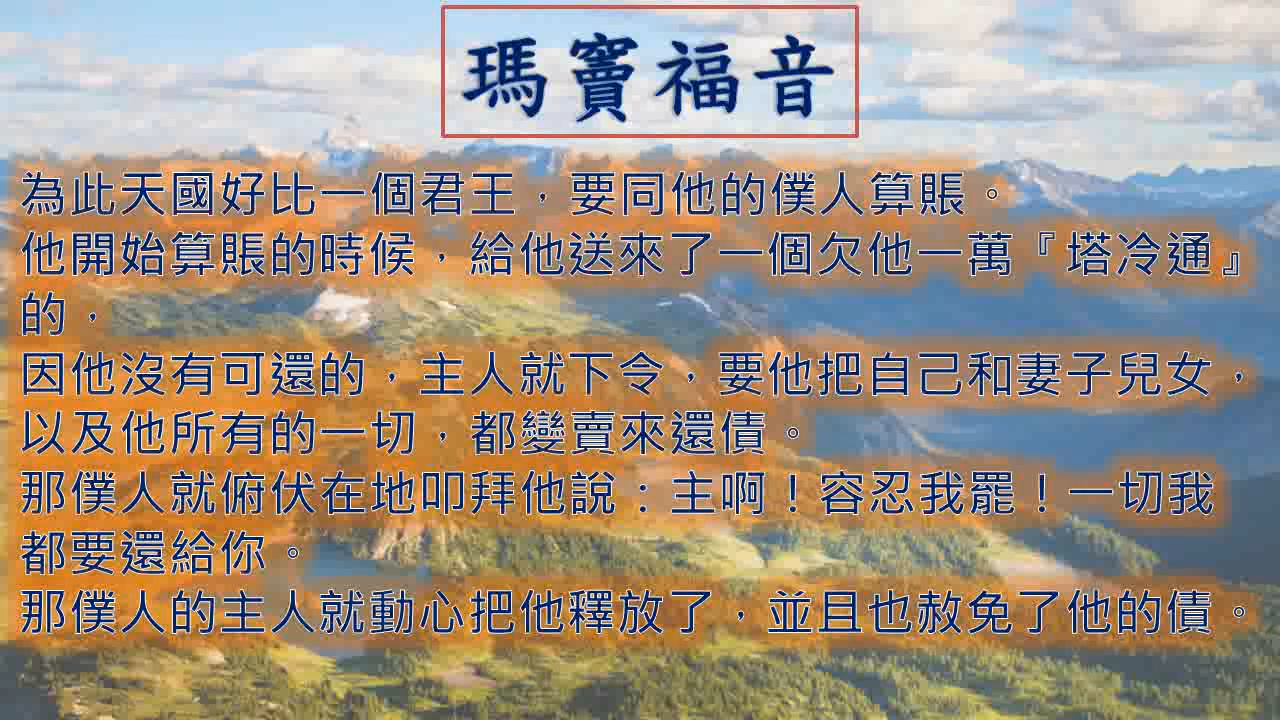 瑪竇福音
為此天國好比一個君王，要同他的僕人算賬。
他開始算賬的時候，給他送來了一個欠他一萬『塔冷通』
的，
因他沒有可還的，主人就下令，要他把自己和妻子兒女，
以及他所有的一切，都變賣來還債。
那僕人就俯伏在地叩拜他說：主啊！容忍我罷！一切我
都要還給你。
那僕人的主人就動心把他釋放了，並且也赦免了他的債。